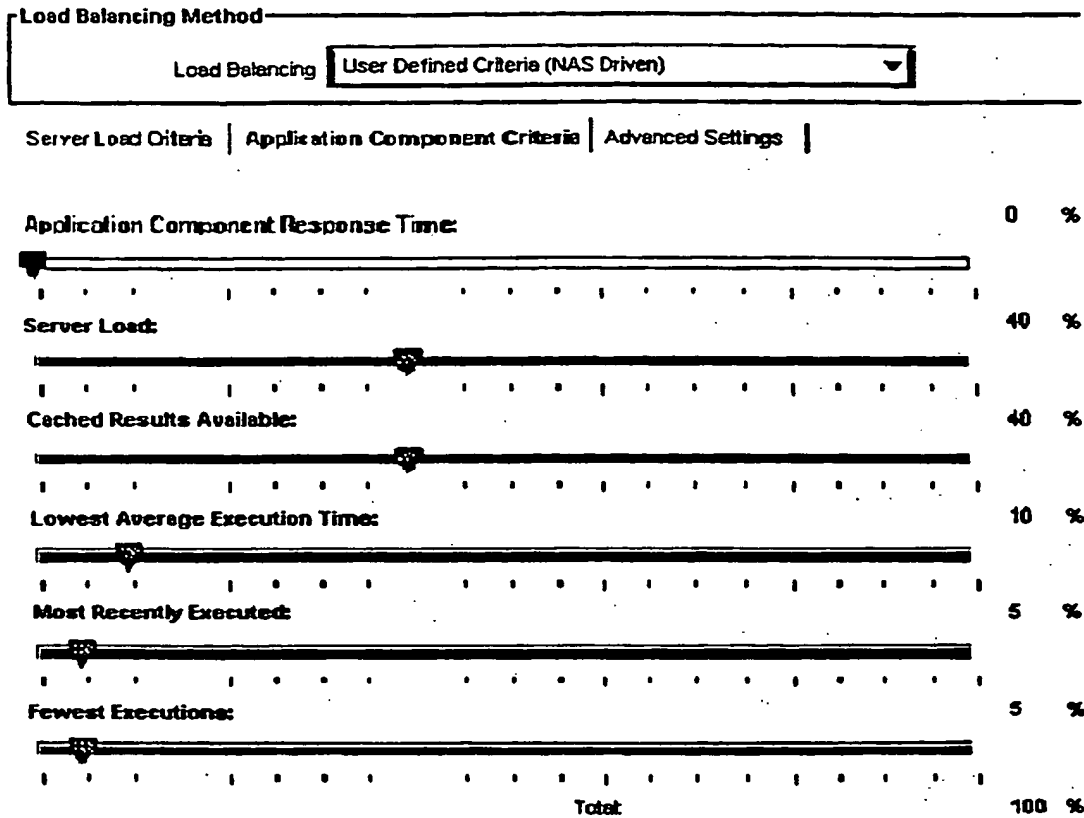 Load Balancing Method
Load Balancing User Defined Criteria (NAS Driven)
Server Load Criteria | Application Component Criteria | Advanced Settings |
Application Component Response Time: 0 %
Server Load: 40 %
Cached Results Available: 40 %
Lowest Average Execution Time: 10 %
Most Recently Executed: 5 %
Fewest Executions: 5 %
Total: 100 %